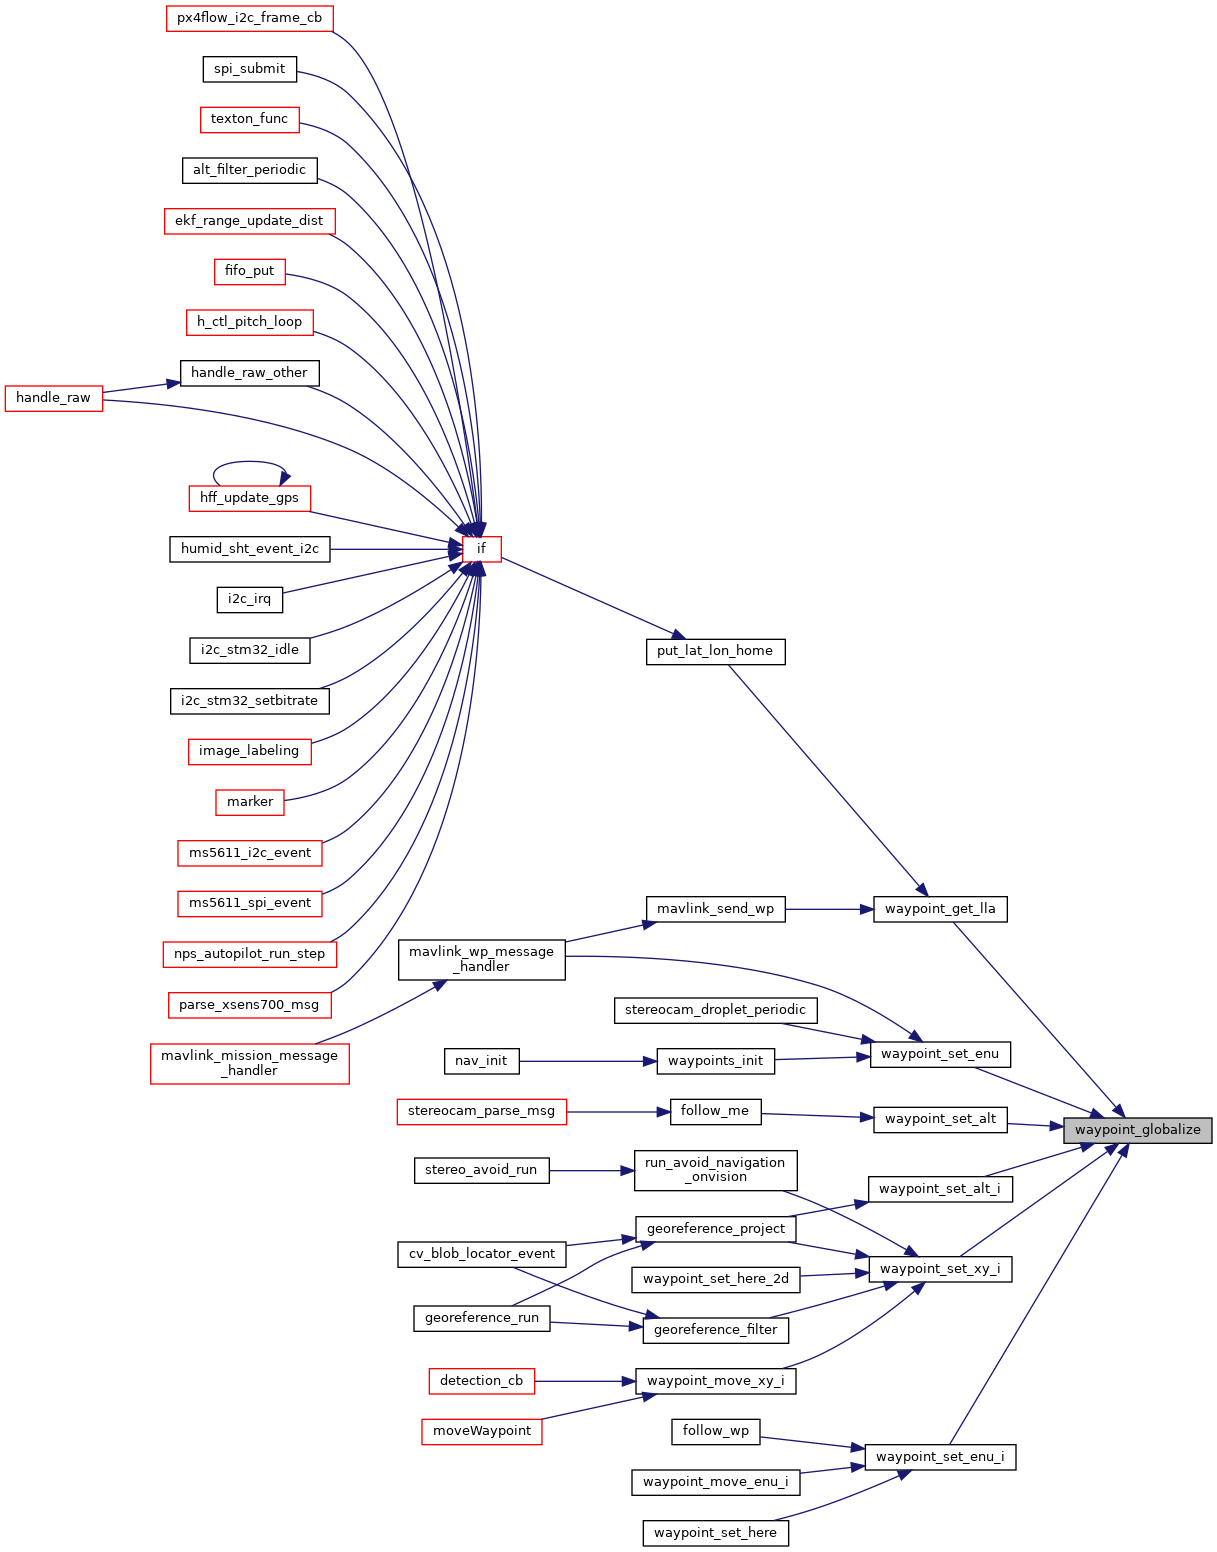 px4flow_i2c_frame_cb
spi_submit
texton_func
alt_filter_periodic
ekf_range_update_dist
fifo_put
h_ctl_pitch_loop
handle_raw_other
handle_raw
hff_update_gps
humid_sht_event_i2c
if
i2c_irq
i2c_stm32_idle
put_lat_lon_home
i2c_stm32_setbitrate
image_labeling
marker
ms5611_i2c_event
ms5611_spi_event
mavlink_send_wp
waypoint_get_lla
nps_autopilot_run_step
mavlink_wp_message
_handler
parse_xsens700_msg
stereocam_droplet_periodic
mavlink_mission_message
_handler
nav_init
waypoints_init
waypoint_set_enu
stereocam_parse_msg
follow_me
waypoint_set_alt
waypoint_globalize
stereo_avoid_run
run_avoid_navigation
_onvision
waypoint_set_alt_i
georeference_project
cv_blob_locator_event
waypoint_set_here_2d
waypoint_set_xy_i
georeference_run
georeference_filter
detection_cb
waypoint_move_xy_i
moveWaypoint
follow_wp
waypoint_set_enu_i
waypoint_move_enu_i
waypoint_set_here